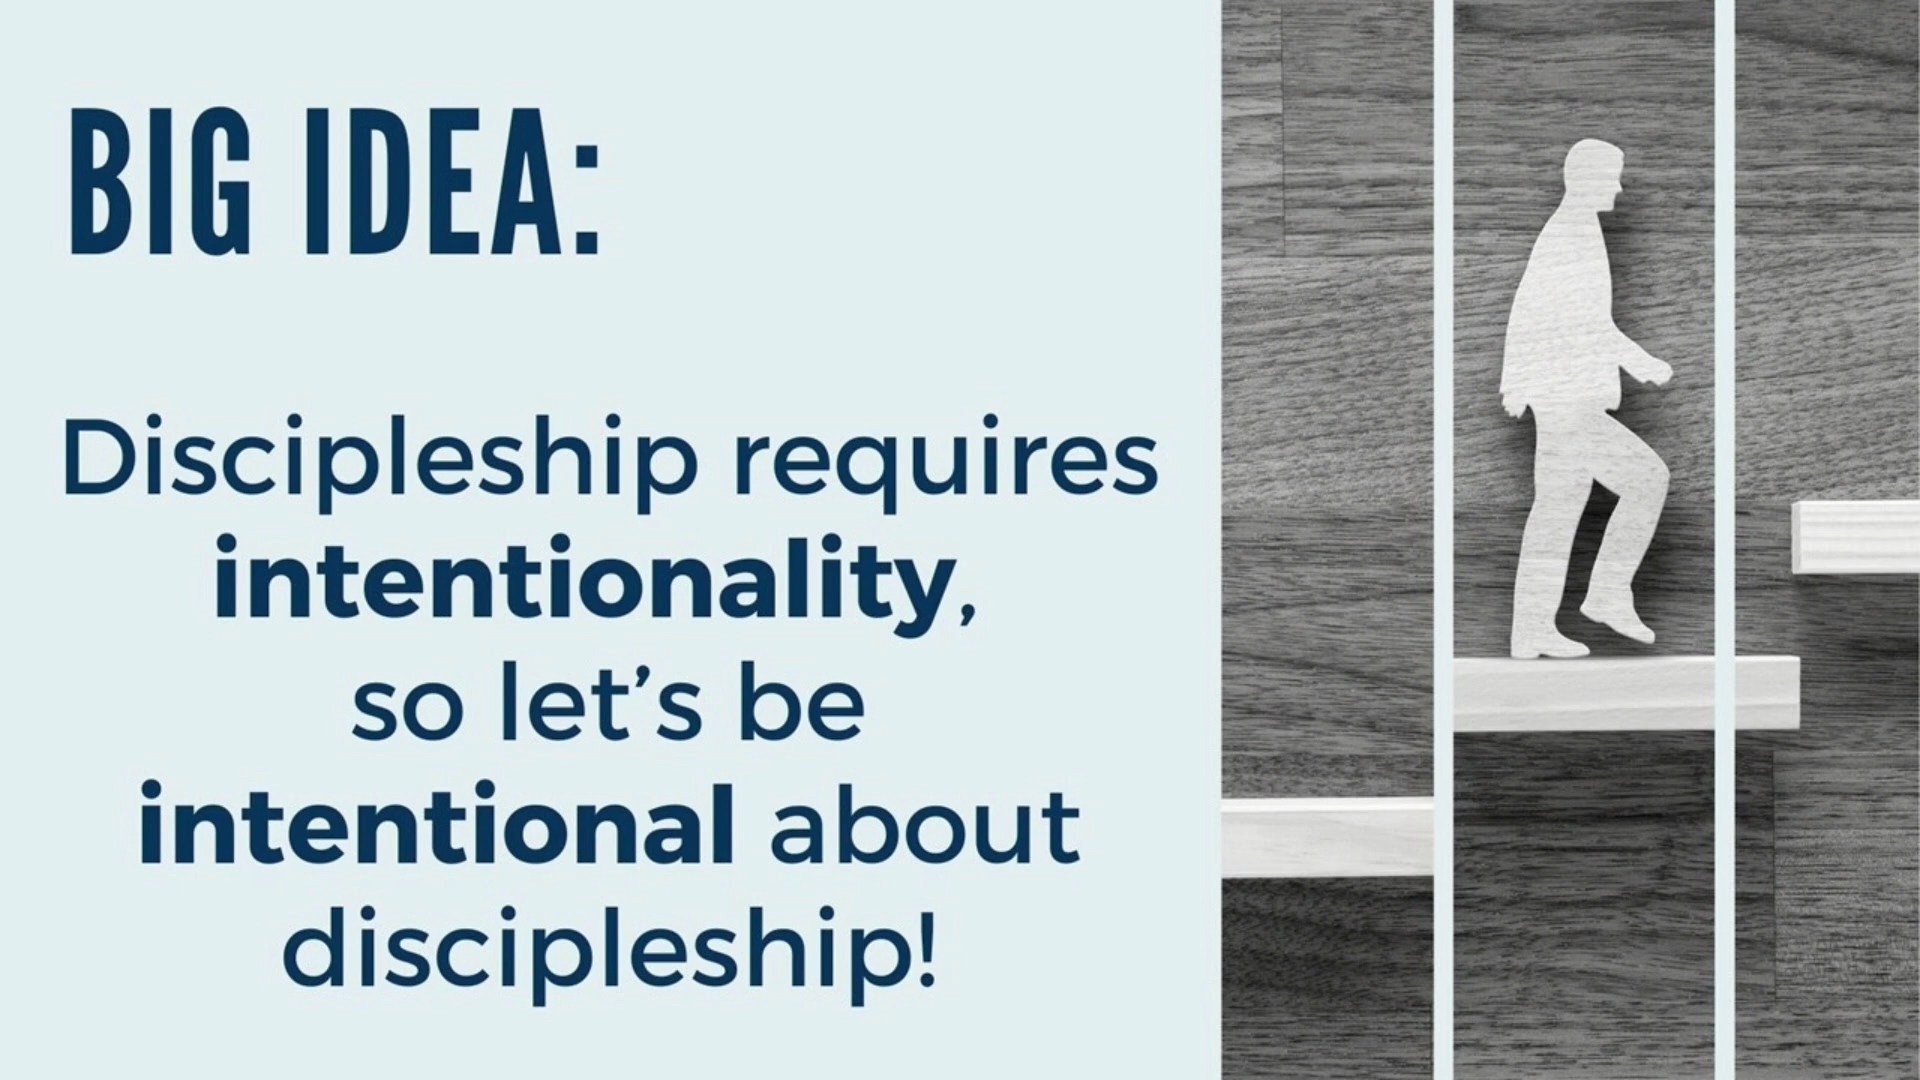 BIG IDEA:
Discipleship requires
intentionality,
so let’s be
intentional about
discipleship!